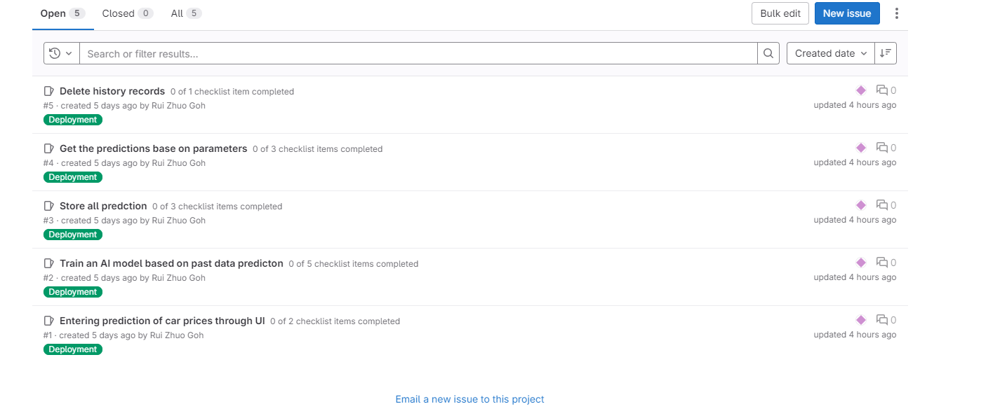 Open 5 Closed 0 All 5 Bulk edit New issue
Search or filter results... Created date
Delete history records 0 of 1 checklist item completed 0
#5 · created 5 days ago by Rui Zhuo Goh updated 4 hours ago
Deployment
Get the predictions base on parameters 0 of 3 checklist items completed 0
#4 · created 5 days ago by Rui Zhuo Goh updated 4 hours ago
Deployment
Store all predction 0 of 3 checklist items completed 0
#3 · created 5 days ago by Rui Zhuo Goh updated 4 hours ago
Deployment
Train an AI model based on past data predicton 0 of 5 checklist items completed 0
#2 · created 5 days ago by Rui Zhuo Goh updated 4 hours ago
Deployment
Entering prediction of car prices through UI 0 of 2 checklist items completed 0
#1 · created 5 days ago by Rui Zhuo Goh updated 4 hours ago
Deployment
Email a new issue to this project